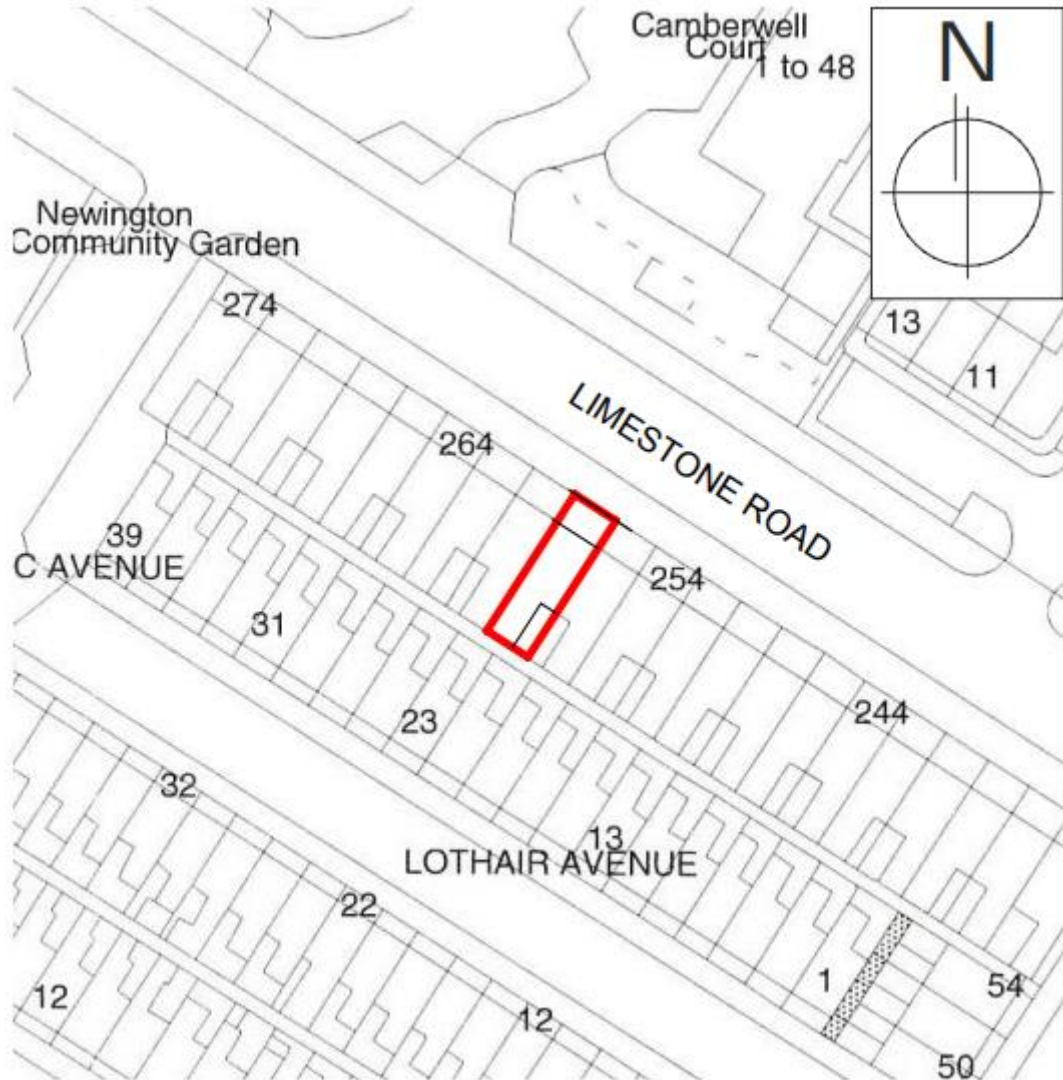 Camberwell
Court
1 to 48
N
Newington
Community Garden
274
13
11
LIMESTONE ROAD
264
254
39
C AVENUE
31
23
244
32
13
LOTHAIR AVENUE
22
12
12
1
54
50